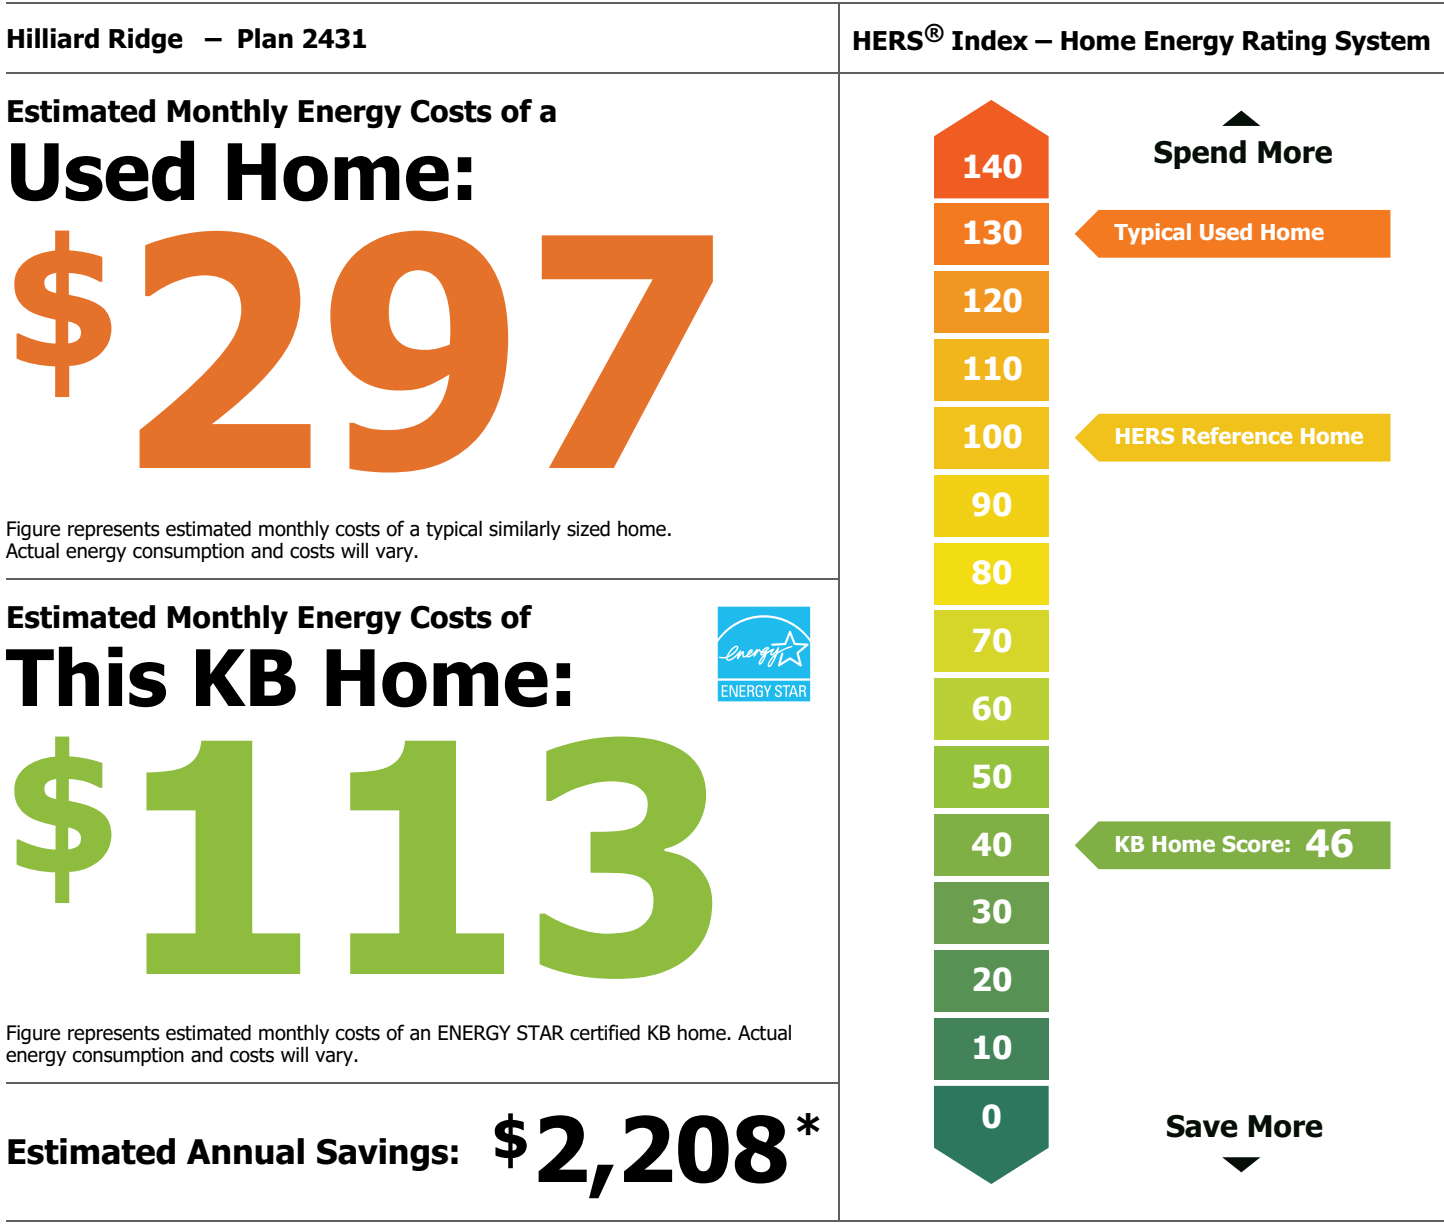 Hilliard Ridge – Plan 2431
Estimated Monthly Energy Costs of a
Used Home:
$297
Figure represents estimated monthly costs of a typical similarly sized home.
Actual energy consumption and costs will vary.
Estimated Monthly Energy Costs of
This KB Home:
energy
ENERGY STAR
$113
Figure represents estimated monthly costs of an ENERGY STAR certified KB home. Actual
energy consumption and costs will vary.
Estimated Annual Savings: $2,208*
HERS® Index – Home Energy Rating System
Spend More
140
130 Typical Used Home
120
110
100 HERS Reference Home
90
80
70
60
50
40 KB Home Score: 46
30
20
10
0
Save More